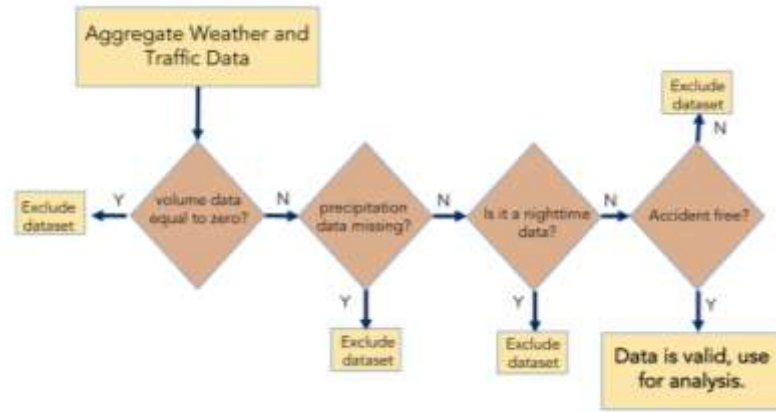 Aggregate Weather and
Traffic Data
Exclude
dataset
N
Y
volume data
equal to zero?
N
precipitation
data missing?
N
Is it a nighttime
data?
N
Accident free?
Exclude
dataset
Y
Exclude
dataset
Y
Exclude
dataset
Y
Data is valid, use
for analysis.